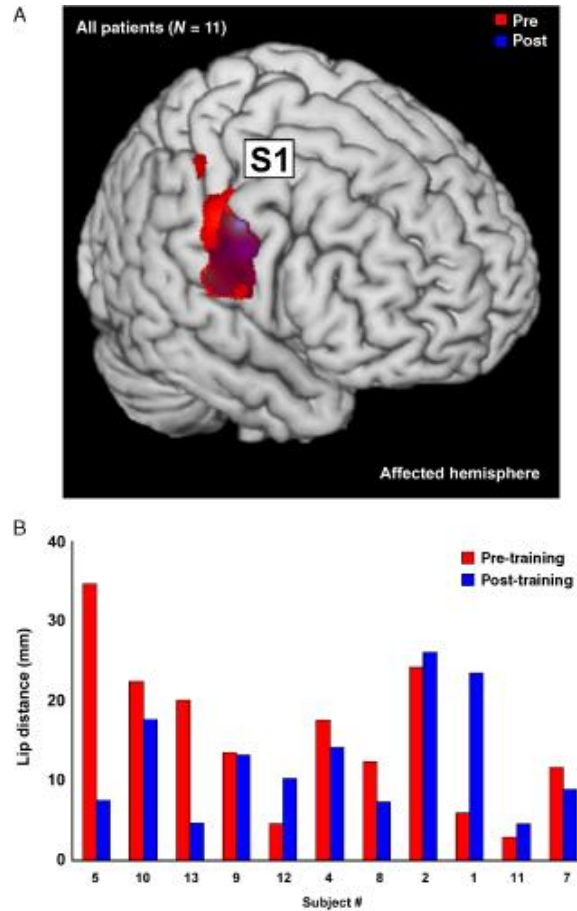 A
All patients (N = 11)
Pre
Post
S1
Affected hemisphere
B
Pre-training
Post-training
Lip distance (mm)
40
30
20
10
0
5 10 13 9 12 4 8 2 1 11 7
Subject #